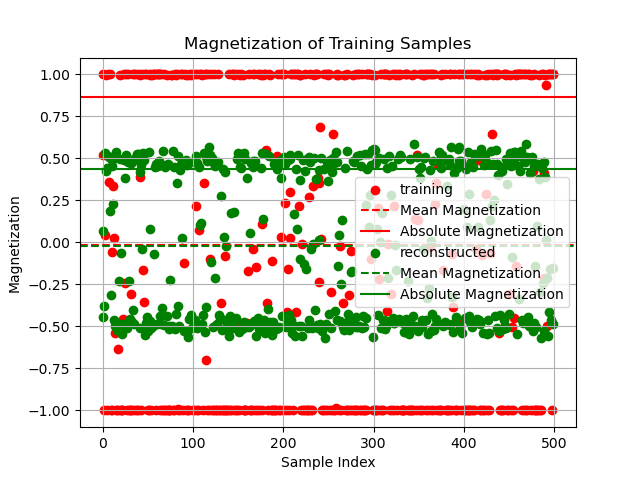 Magnetization of Training Samples
Magnetization
1.00
0.75
0.50
0.25
0.00
−0.25
−0.50
−0.75
−1.00
training
Mean Magnetization
Absolute Magnetization
reconstructed
Mean Magnetization
Absolute Magnetization
0
100
200
300
400
500
Sample Index